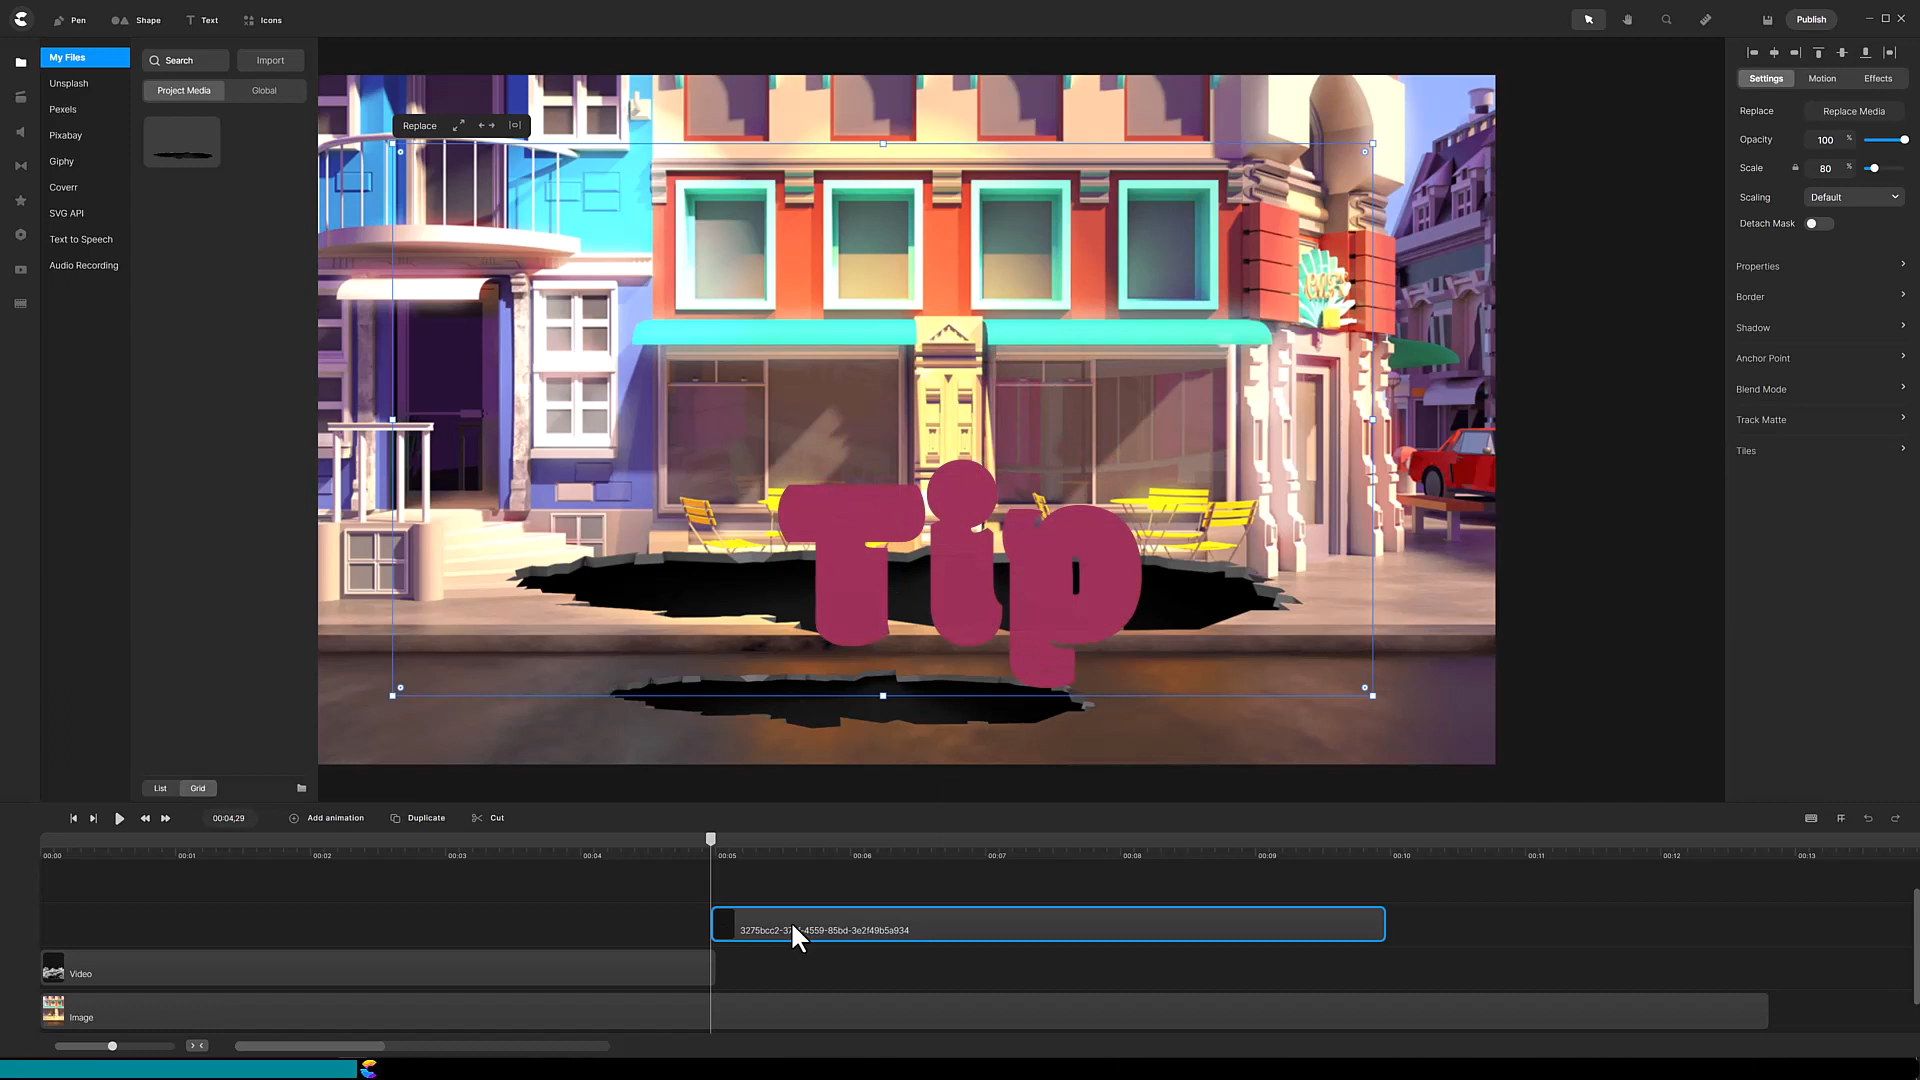 Pen
Shape
Text
Icons
Publish
My Files
Unsplash
Pexels
Pixabay
Giphy
Coverr
SVG API
Text to Speech
Audio Recording
Search
Import
Project Media
Global
List
Grid
Replace
Tip
Settings
Motion
Effects
Replace
Replace Media
Opacity
100
%
Scale
80
%
Scaling
Default
Detach Mask
Properties
Border
Shadow
Anchor Point
Blend Mode
Track Matte
Tiles
00:04,29
Add animation
Duplicate
Cut
00:00
00:01
00:02
00:03
00:04
00:05
00:06
00:07
00:08
00:09
00:10
00:11
00:12
00:13
Video
Image